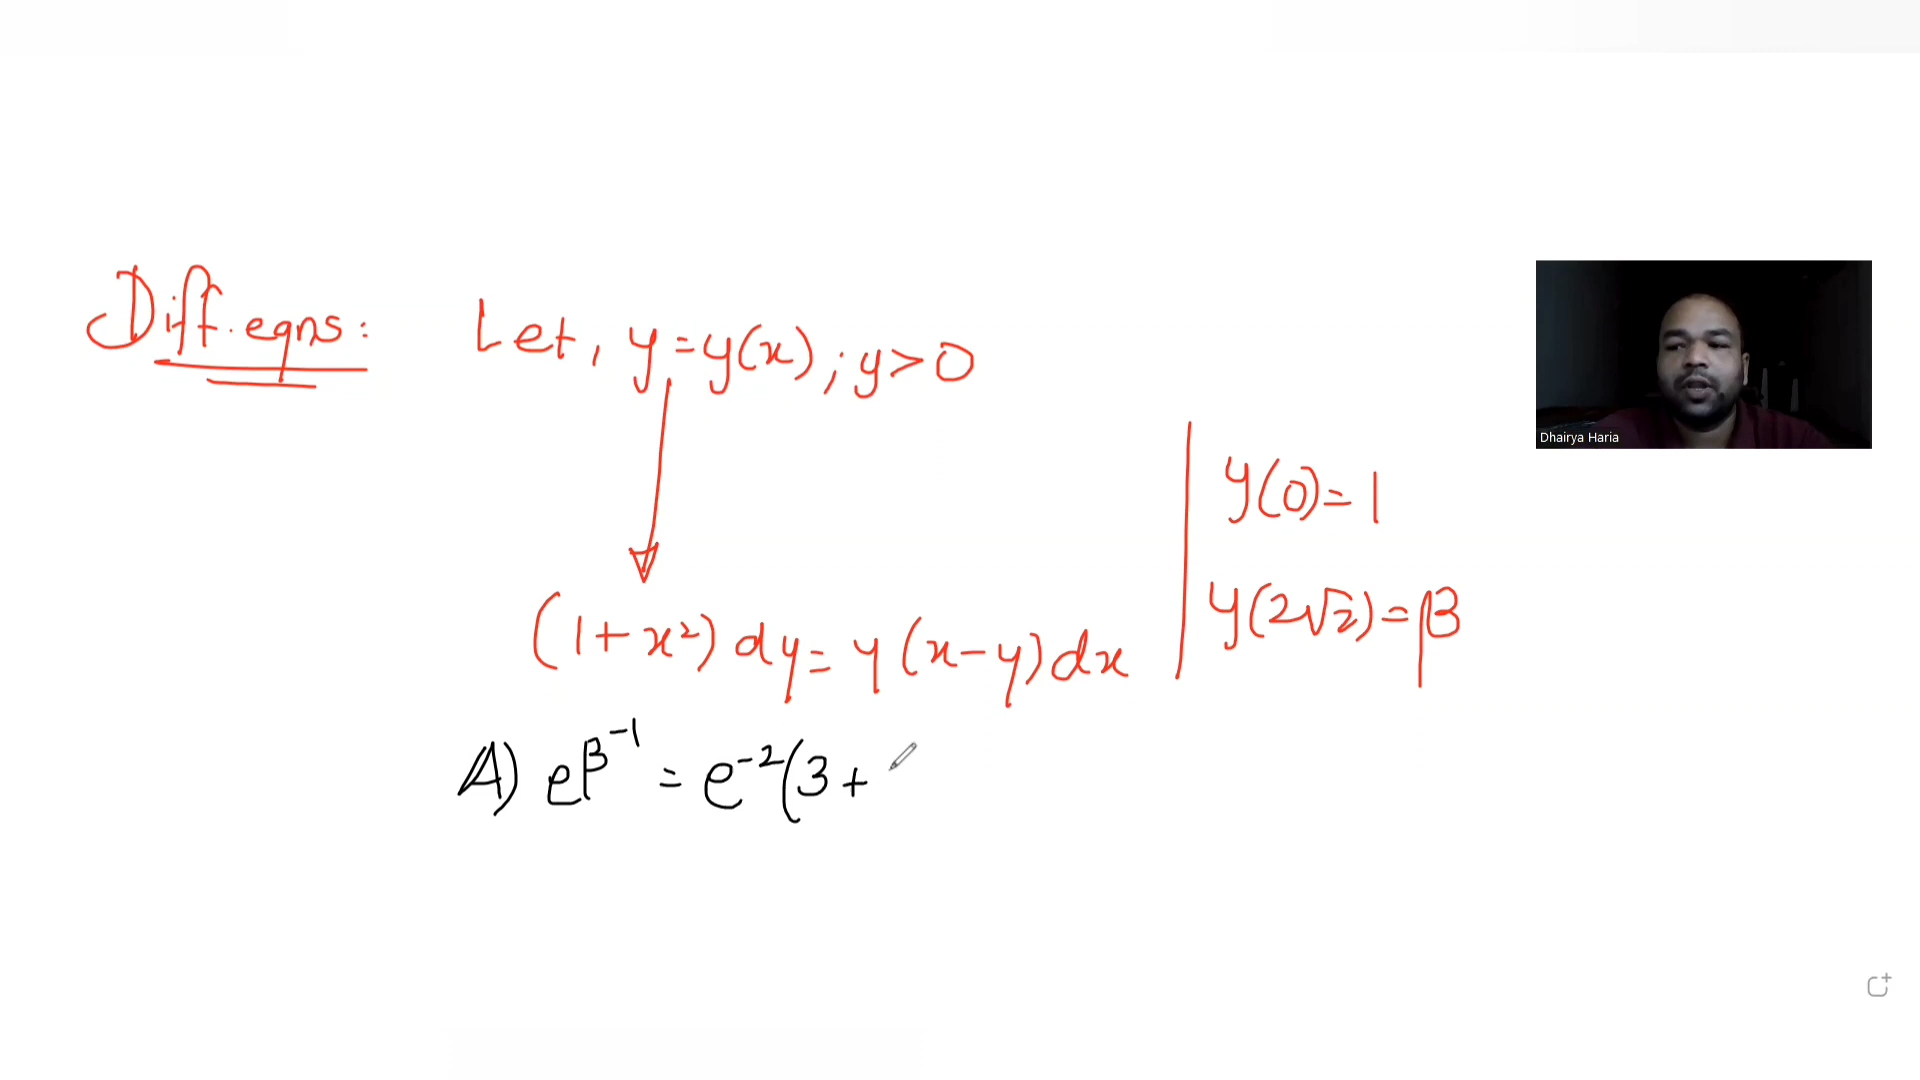 Diff. eqns: Let, y=y(x); y>0
Dhairya Haria
y(0)=1
y(2√2)=β
(1+x²)dy=y(x-y)dx
A) e^β^-1 = e^-2(3+